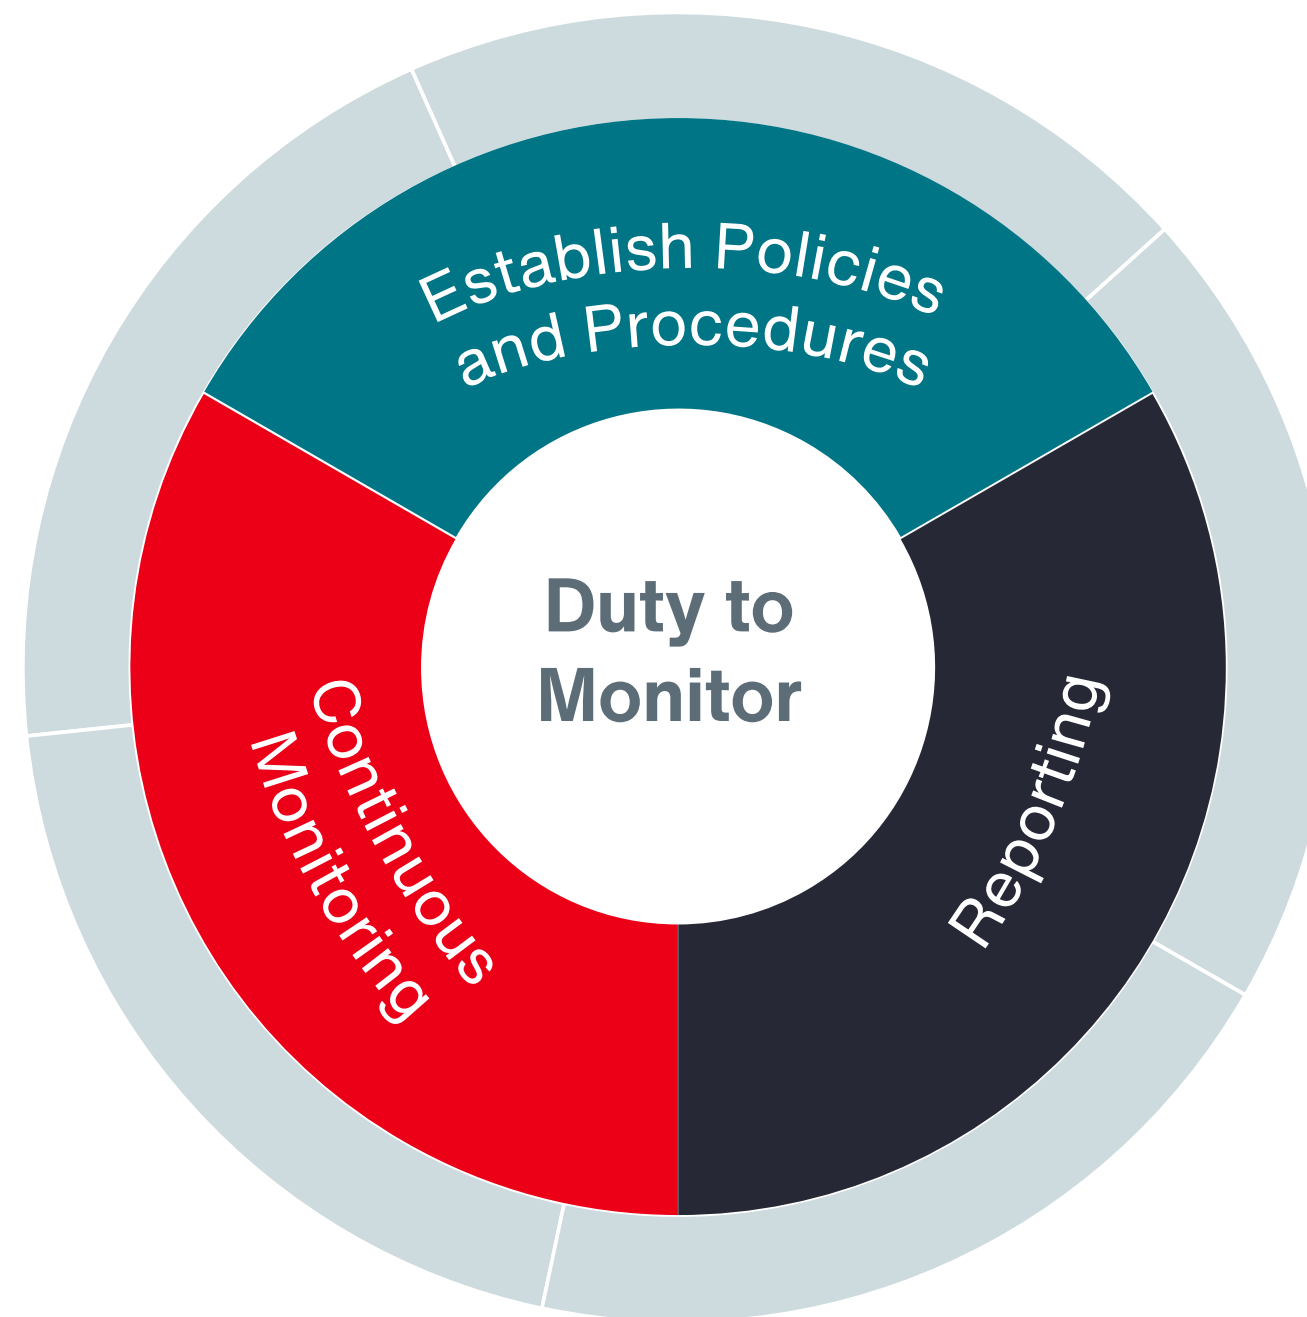 Establish Policies
and Procedures
Duty to
Monitor
Continuous
Monitoring
Reporting